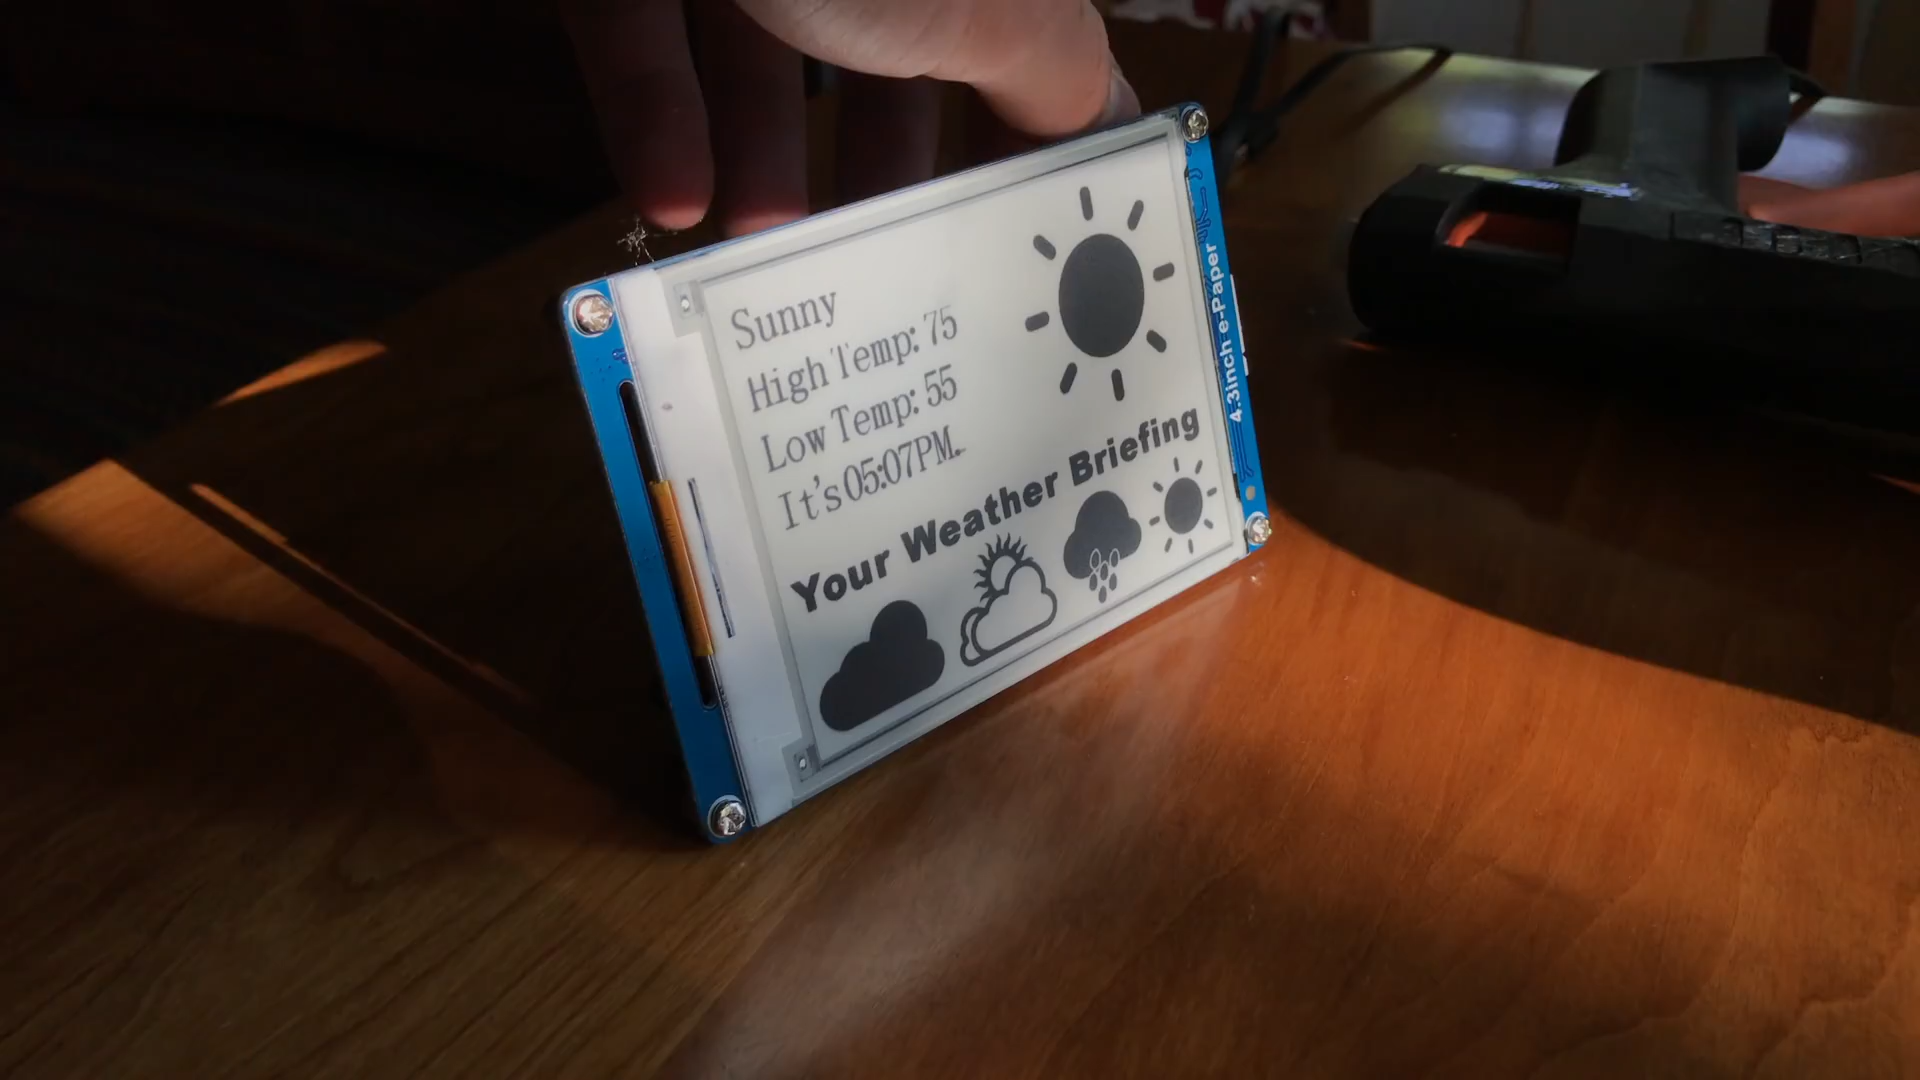 Sunny
High Temp: 75
Low Temp: 55
It's 05:07PM.
Your Weather Briefing
4.3inch e-Paper